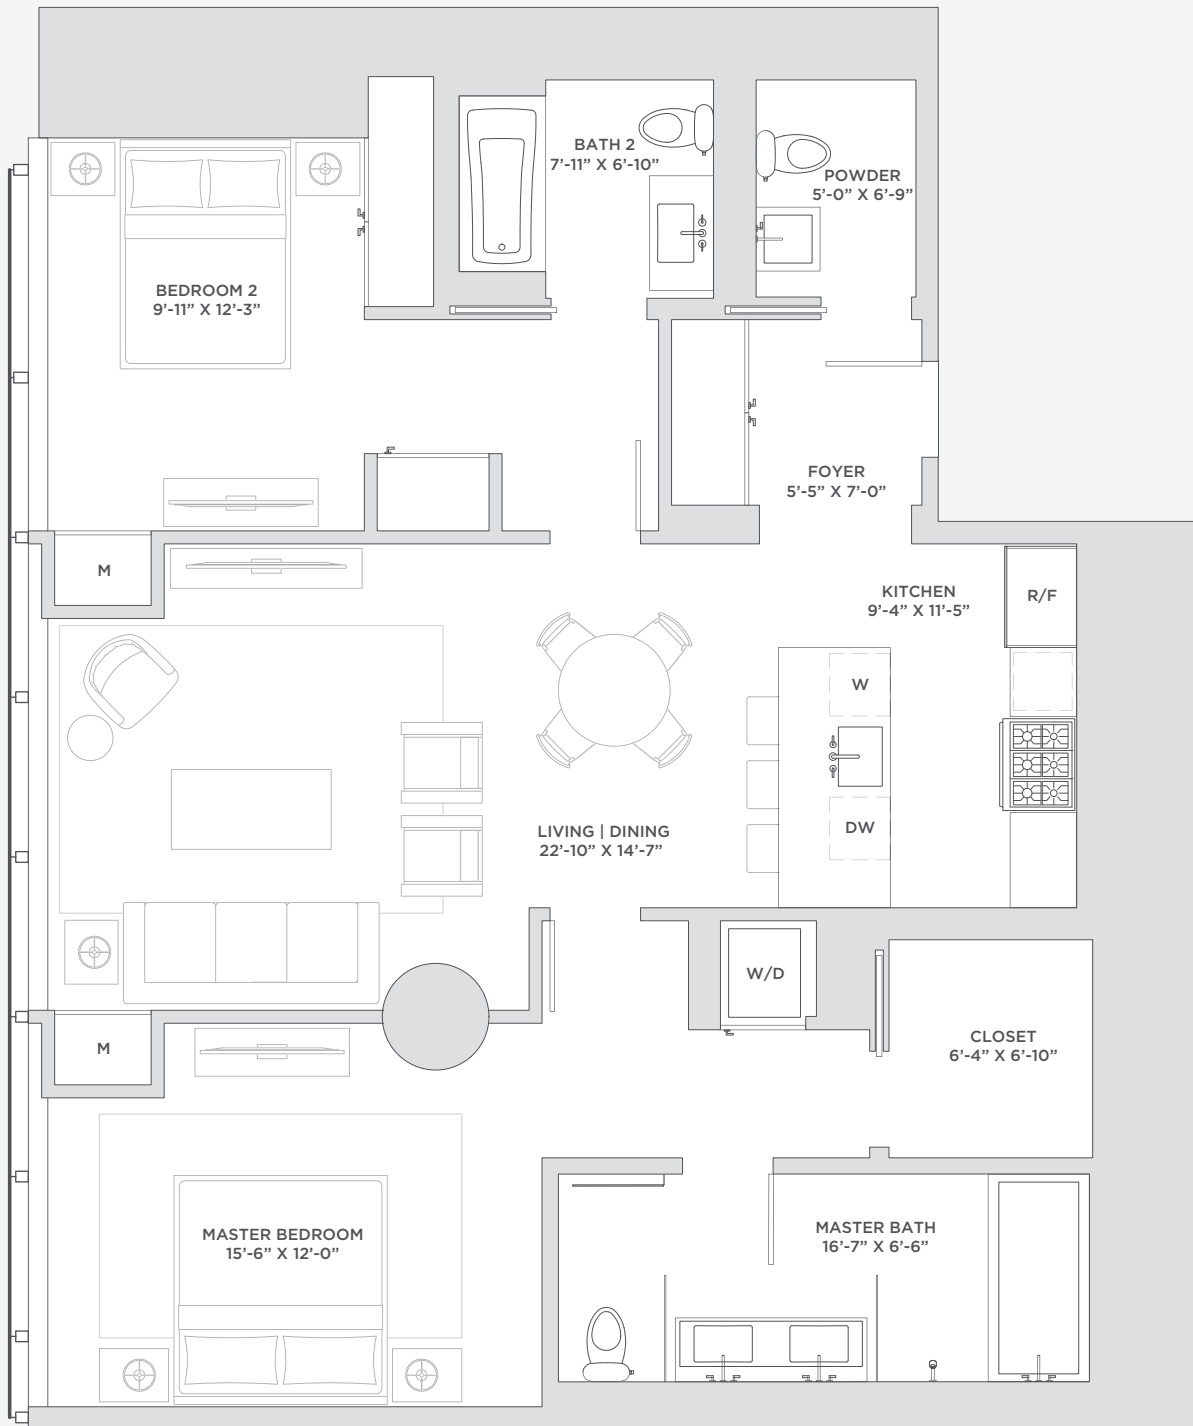 BATH 2
7’-11” X 6’-10”
POWDER
5’-0” X 6’-9”
BEDROOM 2
9’-11” X 12’-3”
FOYER
5’-5” X 7’-0”
M
KITCHEN
9’-4” X 11’-5”
R/F
W
LIVING | DINING
22’-10” X 14’-7”
DW
W/D
M
CLOSET
6’-4” X 6’-10”
MASTER BEDROOM
15’-6” X 12’-0”
MASTER BATH
16’-7” X 6’-6”